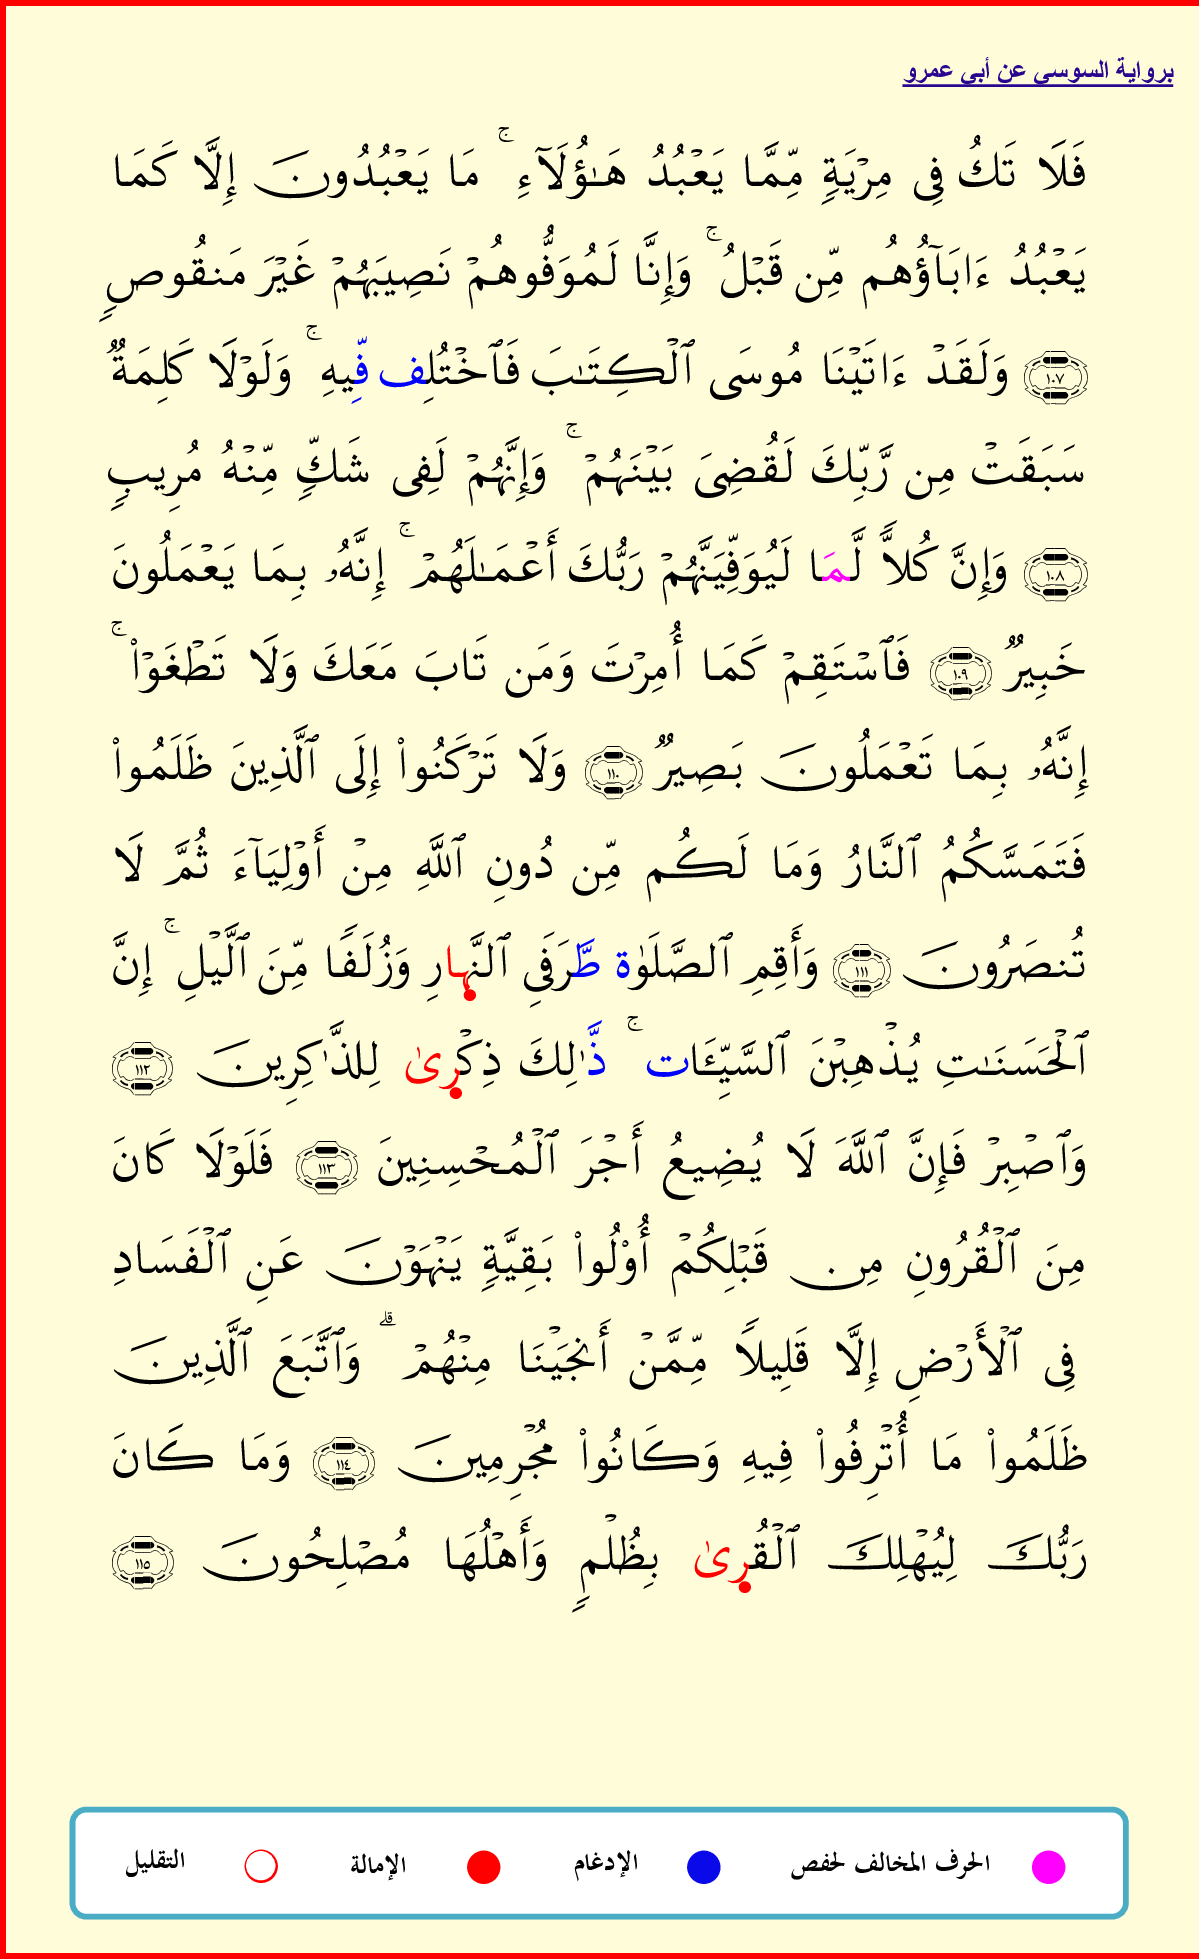 برواية السوسي عن أبي عمرو
فَلَا تَكُ فِى مِرْيَةٍ مِّمَّا يَعْبُدُ هَـٰٓؤُلَآءِ ۚ مَا يَعْبُدُونَ إِلَّا كَمَا
يَعْبُدُ ءَابَآؤُهُم مِّن قَبْلُ ۚ وَإِنَّا لَمُوَفُّوهُمْ نَصِيبَهُمْ غَيْرَ مَنقُوصٍ
١٠٧ وَلَقَدْ ءَاتَيْنَا مُوسَى ٱلْكِتَـٰبَ فَٱخْتُلِف فِّيهِ ۚ وَلَوْلَا كَلِمَةٌ
سَبَقَتْ مِن رَّبِّكَ لَقُضِىَ بَيْنَهُمْ ۚ وَإِنَّهُمْ لَفِى شَكٍّ مِّنْهُ مُرِيبٍ
١٠٨ وَإِنَّ كُلاًّ لَّمَا لَيُوَفِّيَنَّهُمْ رَبُّكَ أَعْمَـٰلَهُمْ ۚ إِنَّهُۥ بِمَا يَعْمَلُونَ
خَبِيرٌ ١٠٩ فَٱسْتَقِمْ كَمَا أُمِرْتَ وَمَن تَابَ مَعَكَ وَلَا تَطْغَوْا۟ ۚ
إِنَّهُۥ بِمَا تَعْمَلُونَ بَصِيرٌ ١١٠ وَلَا تَرْكَنُوا۟ إِلَى ٱلَّذِينَ ظَلَمُوا۟
فَتَمَسَّكُمُ ٱلنَّارُ وَمَا لَكُم مِّن دُونِ ٱللَّهِ مِنْ أَوْلِيَآءَ ثُمَّ لَا
تُنصَرُونَ ١١١ وَأَقِمِ ٱلصَّلَوٰة طَّرَفَيِ ٱلنَّهارِ وَزُلَفًا مِّنَ ٱلَّيْلِ ۚ إِنَّ
ٱلْحَسَنَـٰتِ يُذْهِبْنَ ٱلسَّيِّـَٔات ۚ ذَّٰلِكَ ذِكْرِىٰ لِلذَّٰكِرِينَ ١١٢
وَٱصْبِرْ فَإِنَّ ٱللَّهَ لَا يُضِيعُ أَجْرَ ٱلْمُحْسِنِينَ ١١٣ فَلَوْلَا كَانَ
مِنَ ٱلْقُرُونِ مِن قَبْلِكُمْ أُو۟لُوا۟ بَقِيَّةٍ يَنْهَوْنَ عَنِ ٱلْفَسَادِ
فِى ٱلْأَرْضِ إِلَّا قَلِيلاً مِّمَّنْ أَنجَيْنَا مِنْهُمْ ۗ وَٱتَّبَعَ ٱلَّذِينَ
ظَلَمُوا۟ مَا أُتْرِفُوا۟ فِيهِ وَكَانُوا۟ مُجْرِمِينَ ١١٤ وَمَا كَانَ
رَبُّكَ لِيُهْلِكَ ٱلْقُرِىٰ بِظُلْمٍ وَأَهْلُهَا مُصْلِحُونَ ١١٥
الحرف المخالف لحفص الإدغام الإمالة التقليل